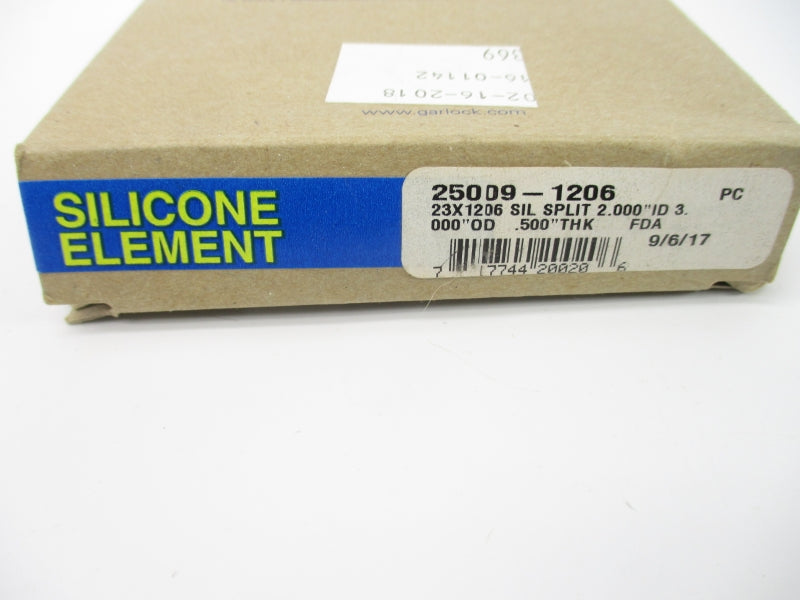 369
16-01142
02-16-2018
www.garlock.com
SILICONE
ELEMENT
25009-1206 PC
23X1206 SIL SPLIT 2.000"ID 3.
000"OD .500"THK FDA
9/6/17
7 17744 20020 6